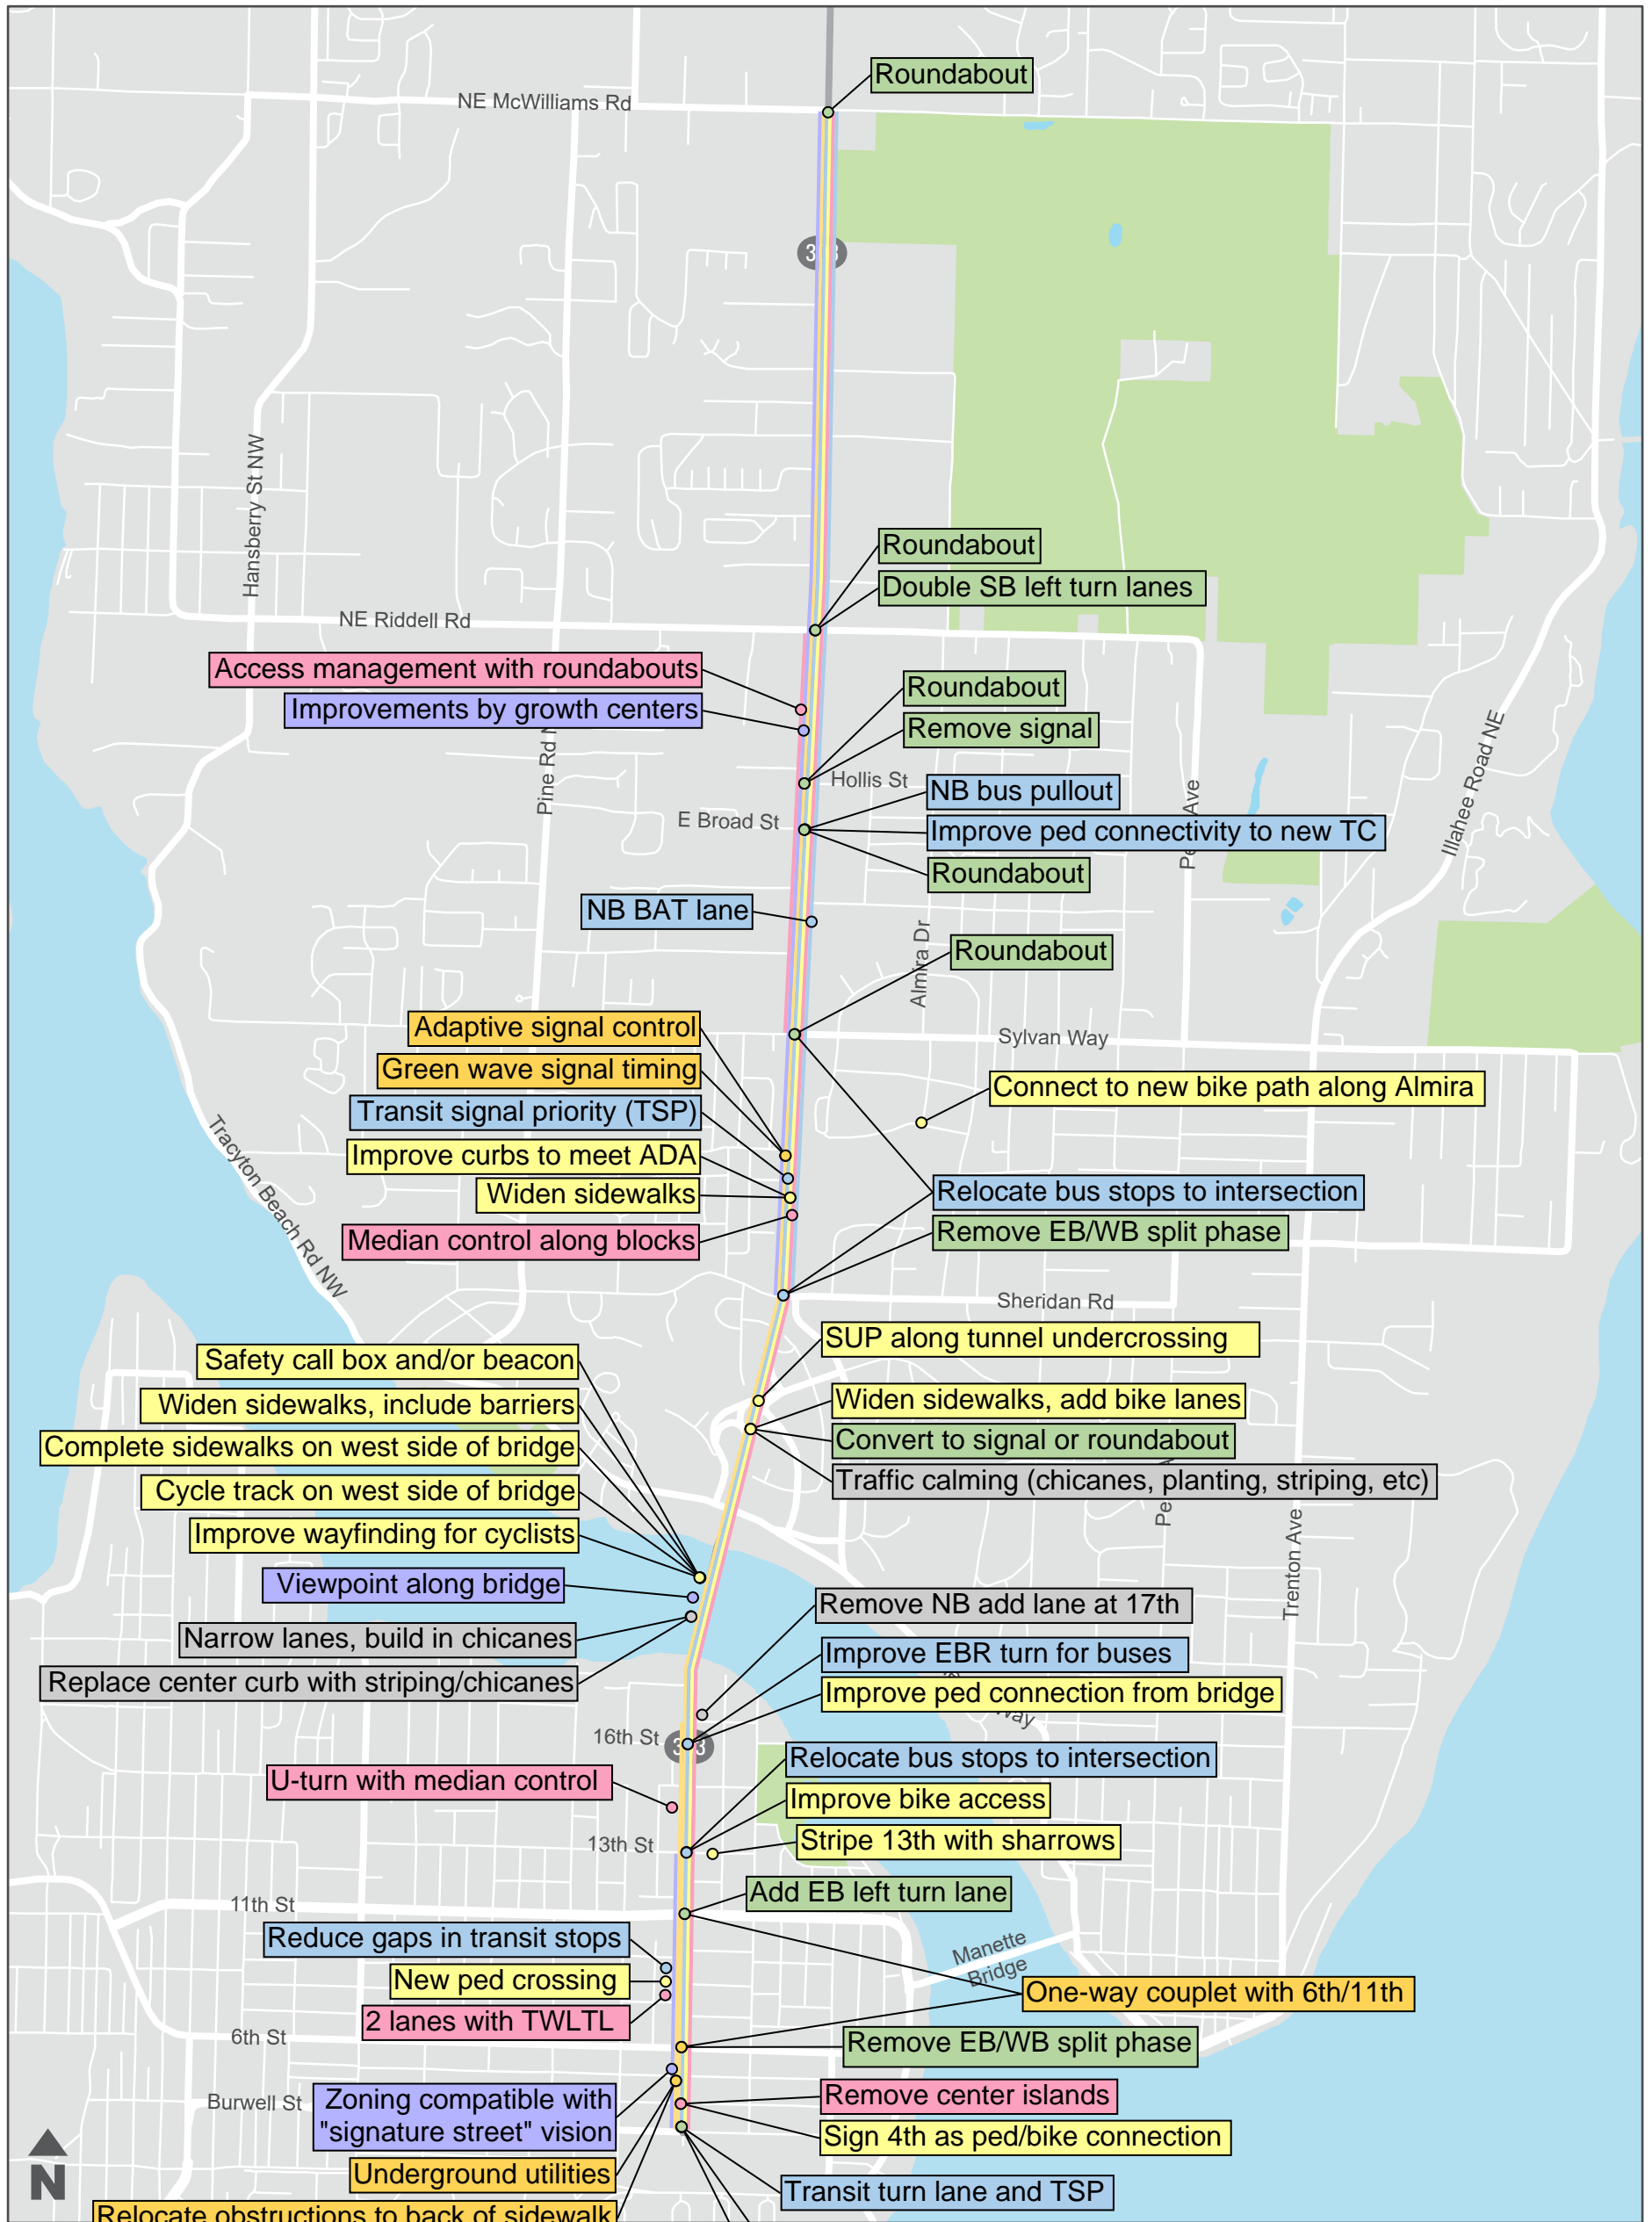 Roundabout
NE McWilliams Rd
Roundabout
Double SB left turn lanes
Hansberry St NW
NE Riddell Rd
Access management with roundabouts
Improvements by growth centers
Roundabout
Remove signal
Pine Rd
Hollis St
NB bus pullout
E Broad St
Improve ped connectivity to new TC
Ave
Illahee Road NE
Roundabout
NB BAT lane
Almira Dr
Roundabout
Adaptive signal control
Sylvan Way
Green wave signal timing
Connect to new bike path along Almira
Transit signal priority (TSP)
Improve curbs to meet ADA
Widen sidewalks
Relocate bus stops to intersection
Median control along blocks
Remove EB/WB split phase
Tracyton Beach Rd NW
Sheridan Rd
SUP along tunnel undercrossing
Safety call box and/or beacon
Widen sidewalks, include barriers
Widen sidewalks, add bike lanes
Complete sidewalks on west side of bridge
Convert to signal or roundabout
Cycle track on west side of bridge
Traffic calming (chicanes, planting, striping, etc)
Improve wayfinding for cyclists
Trenton Ave
Viewpoint along bridge
Remove NB add lane at 17th
Narrow lanes, build in chicanes
Improve EBR turn for buses
Replace center curb with striping/chicanes
Improve ped connection from bridge
Way
16th St
Relocate bus stops to intersection
U-turn with median control
Improve bike access
13th St
Stripe 13th with sharrows
Add EB left turn lane
11th St
Reduce gaps in transit stops
Manette
Bridge
New ped crossing
One-way couplet with 6th/11th
2 lanes with TWLTL
6th St
Remove EB/WB split phase
Burwell St
Zoning compatible with
"signature street" vision
Remove center islands
Sign 4th as ped/bike connection
N
Underground utilities
Transit turn lane and TSP
Relocate obstructions to back of sidewalk